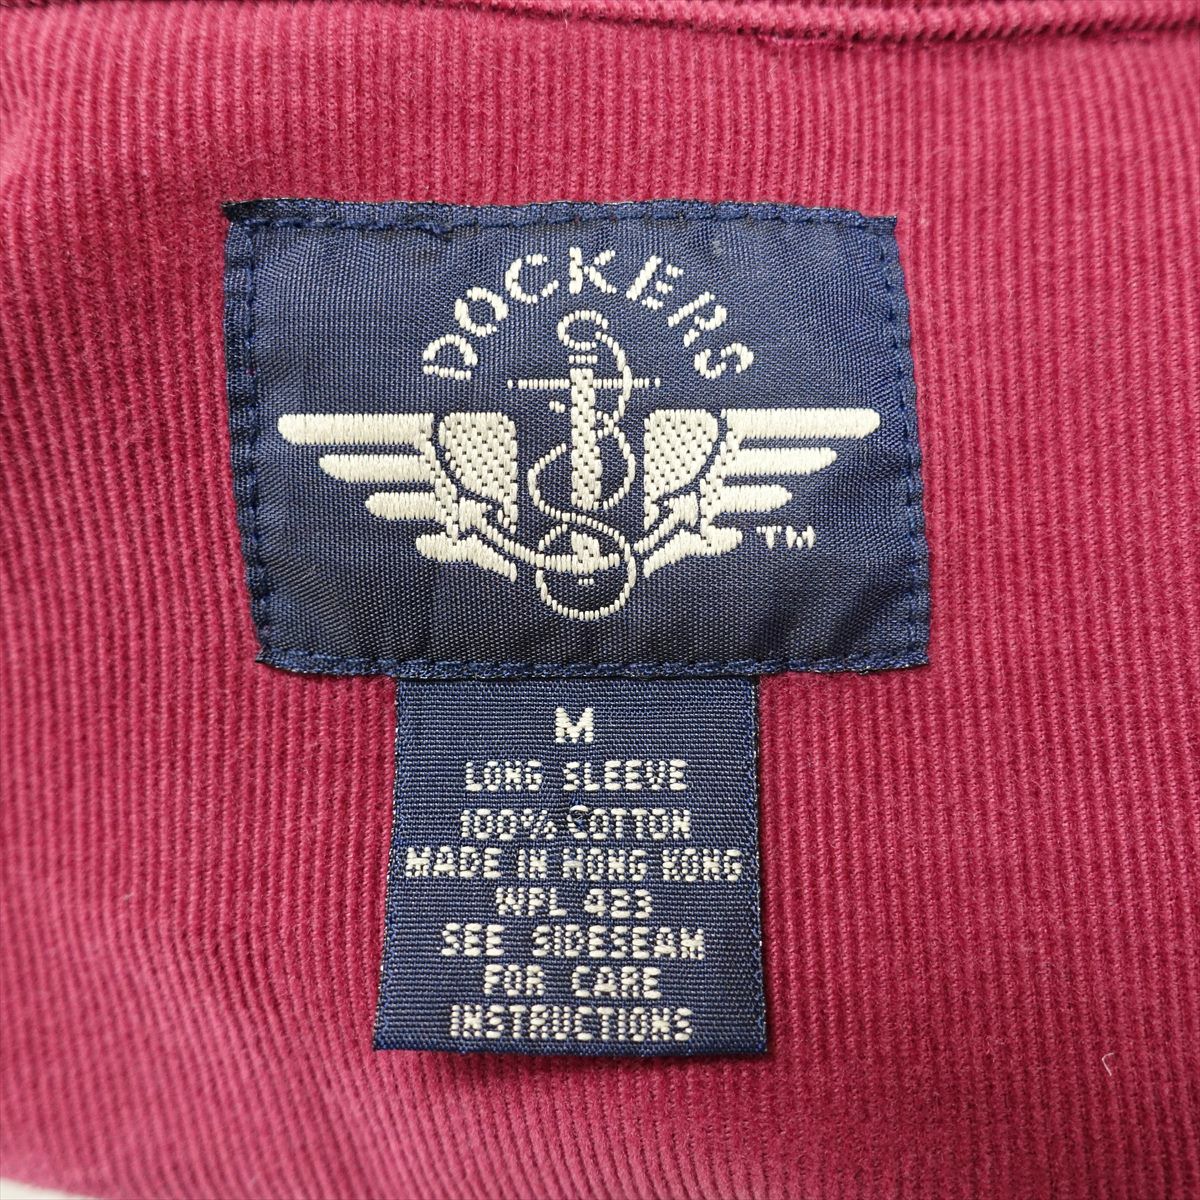 DOCKERS
TM
M
LONG SLEEVE
100% COTTON
MADE IN HONG KONG
WPL 423
SEE SIDESEAM
FOR CARE
INSTRUCTIONS